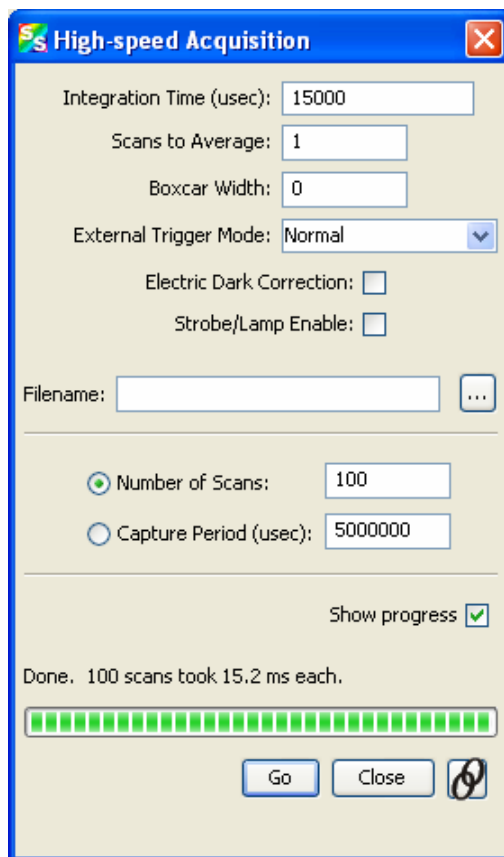 High-speed Acquisition
Integration Time (usec): 15000
Scans to Average: 1
Boxcar Width: 0
External Trigger Mode: Normal
Electric Dark Correction:
Strobe/Lamp Enable:
Filename: ...
Number of Scans: 100
Capture Period (usec): 5000000
Show progress
Done. 100 scans took 15.2 ms each.
Go Close